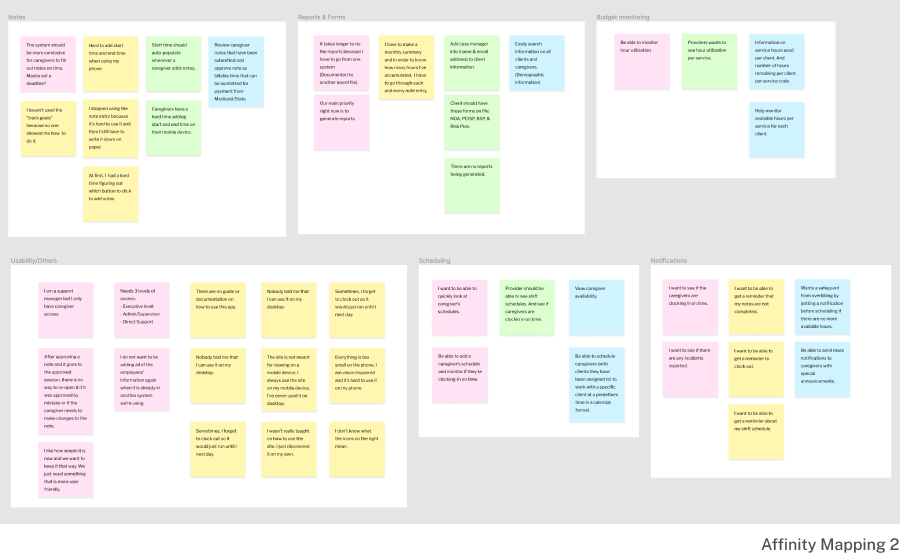 Notes
The system should
be more conducive
for caregivers to fill
out notes on time.
Maybe set a
deadline?
Hard to add start
time and end time
when using my
phone
Start time should
auto-populate
whenever a
caregiver adds notes.
Review caregiver
notes that have been
submitted and
approve note as
billable time that can
be sumitted for
payment from
Medicaid/State.
I haven't used the
"track goals"
because no one
showed me how to
do it.
I stopped using the
note entry because
it's hard to use it and
then I still have to
write it down on
paper.
Caregivers have a
hard time adding
start and end time on
their mobile device.
At first, I had a hard
time figuring out
which button to click
to add notes
Reports & Forms
It takes longer to do
the reports because I
have to go from one
system
(Documentor) to
another (excel file).
I have to make a
monthly summary
and in order to know
how many hours I've
accumulated, I have
to go through each
and every note entry.
Add case manager
info (name & email
address) to client
information.
Easily search
information on all
clients and
caregivers.
(Demographic
information)
Our main priority
right now is to
generate reports.
Client should have
these forms on file:
NOA, PCISP, BSP, &
Risk Plan.
There are no reports
being generated.
Budget monitoring
Be able to monitor
hour utilization
Providers wants to
see hour utilization
per service.
Information on
service hours used
per client. And
number of hours
remaining per client
per service code.
Help monitor
available hours per
service for each
client.
Usability/Others
I am a support
manager but I only
have caregiver
access.
Needs 3 levels of
access:
- Executive level
- Admin/Supervisor
- Direct Support
There are no guide or
documentation on
how to use this app.
Nobody told me that
I can use it on my
desktop.
Sometimes, I forgot
to clock out so it
would just run until I
next day.
After approving a
note and it goes to
the approved
session, there is no
way to re-open it if it
was approved by
mistake or if the
caregiver needs to
make changes to the
note.
I do not want to be
adding all of the
employees'
information again
when it is already in
another system
we're using.
Nobody told me that
I can use it on my
desktop.
The site is not meant
for viewing on a
mobile device. I
always use the site
on my mobile device,
I've never used it on
desktop.
Everything is too
small on the phone, I
am vision impaired
and it's hard to use it
on my phone
I like how simple it is
now and we want to
keep it that way. We
just need something
that is more user
friendly.
Sometimes, I forgot
to clock out so it
would just run until I
next day.
I wasn't really taught
on how to use the
site. I just discovered
it on my own.
I don't know what
the icons on the right
mean.
Scheduling
I want to be able to
quickly look at
caregiver's
schedules.
Provider should be
able to see shift
schedules. And see if
caregivers are
clockin in on time.
View caregiver
availability.
Be able to add a
caregiver's schedule
and monitor if they're
clocking-in on time.
Be able to schedule
caregivers (with
clients they have
been assigned to) to
work with a specific
client at a predefines
time in a calendar
format.
Notifications
I want to see if the
caregivers are
clocking in on time.
I want to be able to
get a reminder that
my notes are not
completed.
Wants a safeguard
from overbilling by
getting a notification
before scheduling if
there are no more
available hours.
I want to see if there
are any incidents
reported.
I want to be able to
get a reminder to
clock out.
Be able to send mass
notifications to
caregivers with
special
announcements.
I want to be able to
get a reminder about
my shift schedule.
Affinity Mapping 2